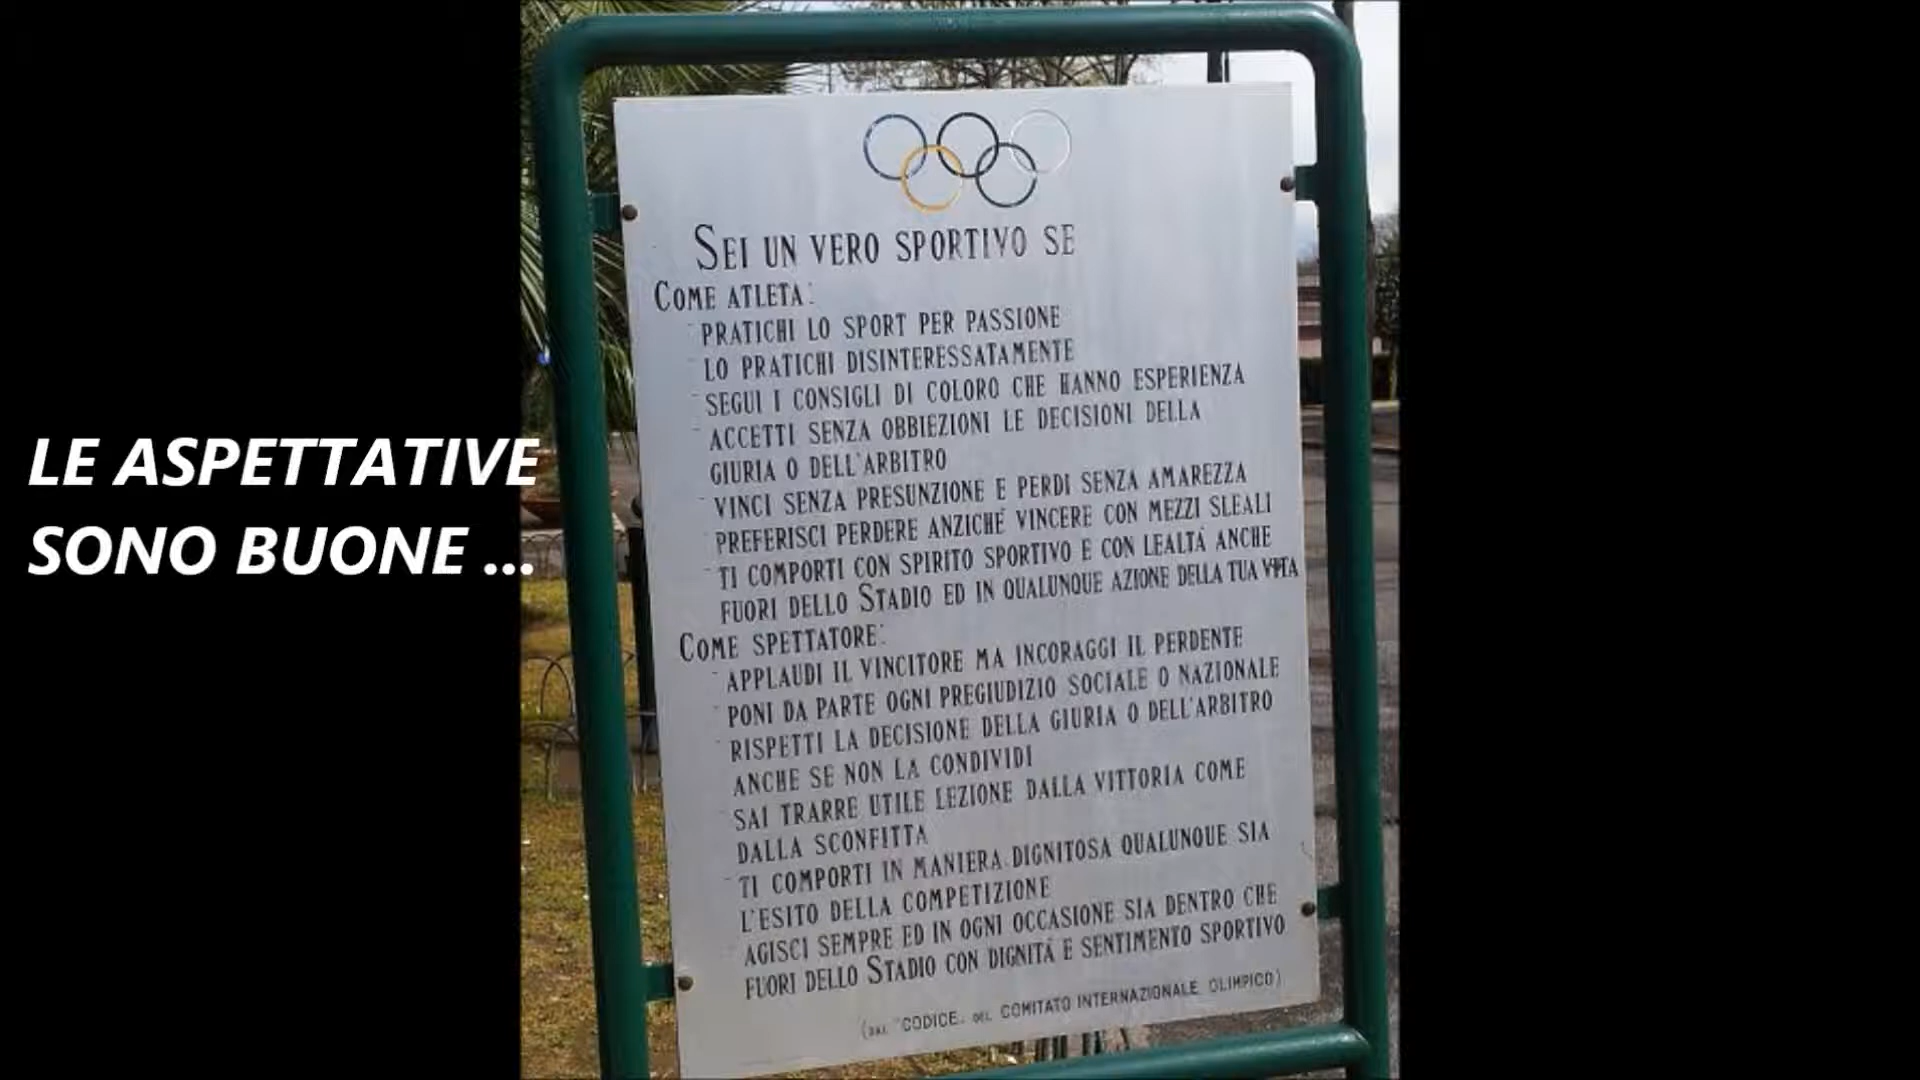 LE ASPETTATIVE
SONO BUONE ...
SEI UN VERO SPORTIVO SE
COME ATLETA:
- PRATICHI LO SPORT PER PASSIONE
- LO PRATICHI DISINTERESSATAMENTE
- SEGUI I CONSIGLI DI COLORO CHE HANNO ESPERIENZA
- ACCETTI SENZA OBBIEZIONI LE DECISIONI DELLA
GIURIA O DELL'ARBITRO
- VINCI SENZA PRESUNZIONE E PERDI SENZA AMAREZZA
- PREFERISCI PERDERE ANZICHÉ VINCERE CON MEZZI SLEALI
- TI COMPORTI CON SPIRITO SPORTIVO E CON LEALTÁ ANCHE
FUORI DELLO STADIO ED IN QUALUNQUE AZIONE DELLA TUA VITA
COME SPETTATORE:
- APPLAUDI IL VINCITORE MA INCORAGGI IL PERDENTE
- PONI DA PARTE OGNI PREGIUDIZIO SOCIALE O NAZIONALE
- RISPETTI LA DECISIONE DELLA GIURIA O DELL'ARBITRO
ANCHE SE NON LA CONDIVIDI
- SAI TRARRE UTILE LEZIONE DALLA VITTORIA COME
DALLA SCONFITTA
- TI COMPORTI IN MANIERA DIGNITOSA QUALUNQUE SIA
L'ESITO DELLA COMPETIZIONE
- AGISCI SEMPRE ED IN OGNI OCCASIONE SIA DENTRO CHE
FUORI DELLO STADIO CON DIGNITÁ E SENTIMENTO SPORTIVO
(DAL "CODICE" DEL COMITATO INTERNAZIONALE OLIMPICO)